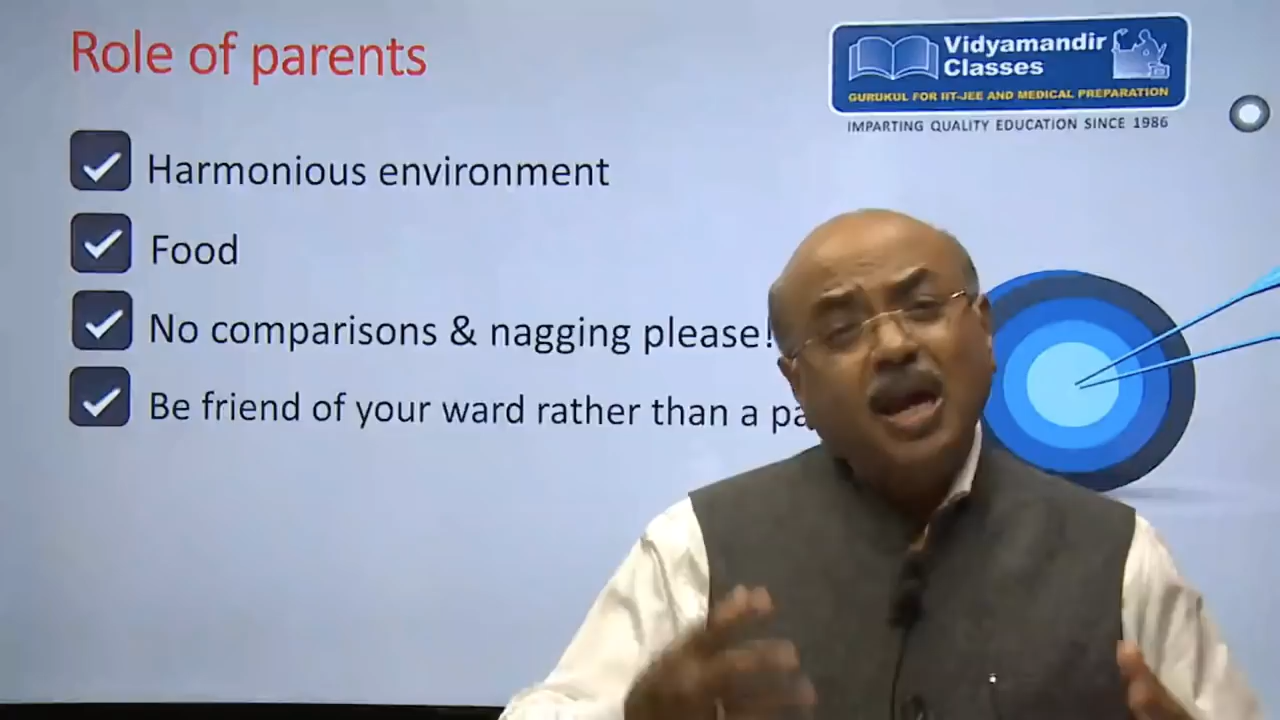 Role of parents
Vidyamandir
Classes
GURUKUL FOR IIT-JEE AND MEDICAL PREPARATION
IMPARTING QUALITY EDUCATION SINCE 1986
Harmonious environment
Food
No comparisons & nagging please!
Be friend of your ward rather than a